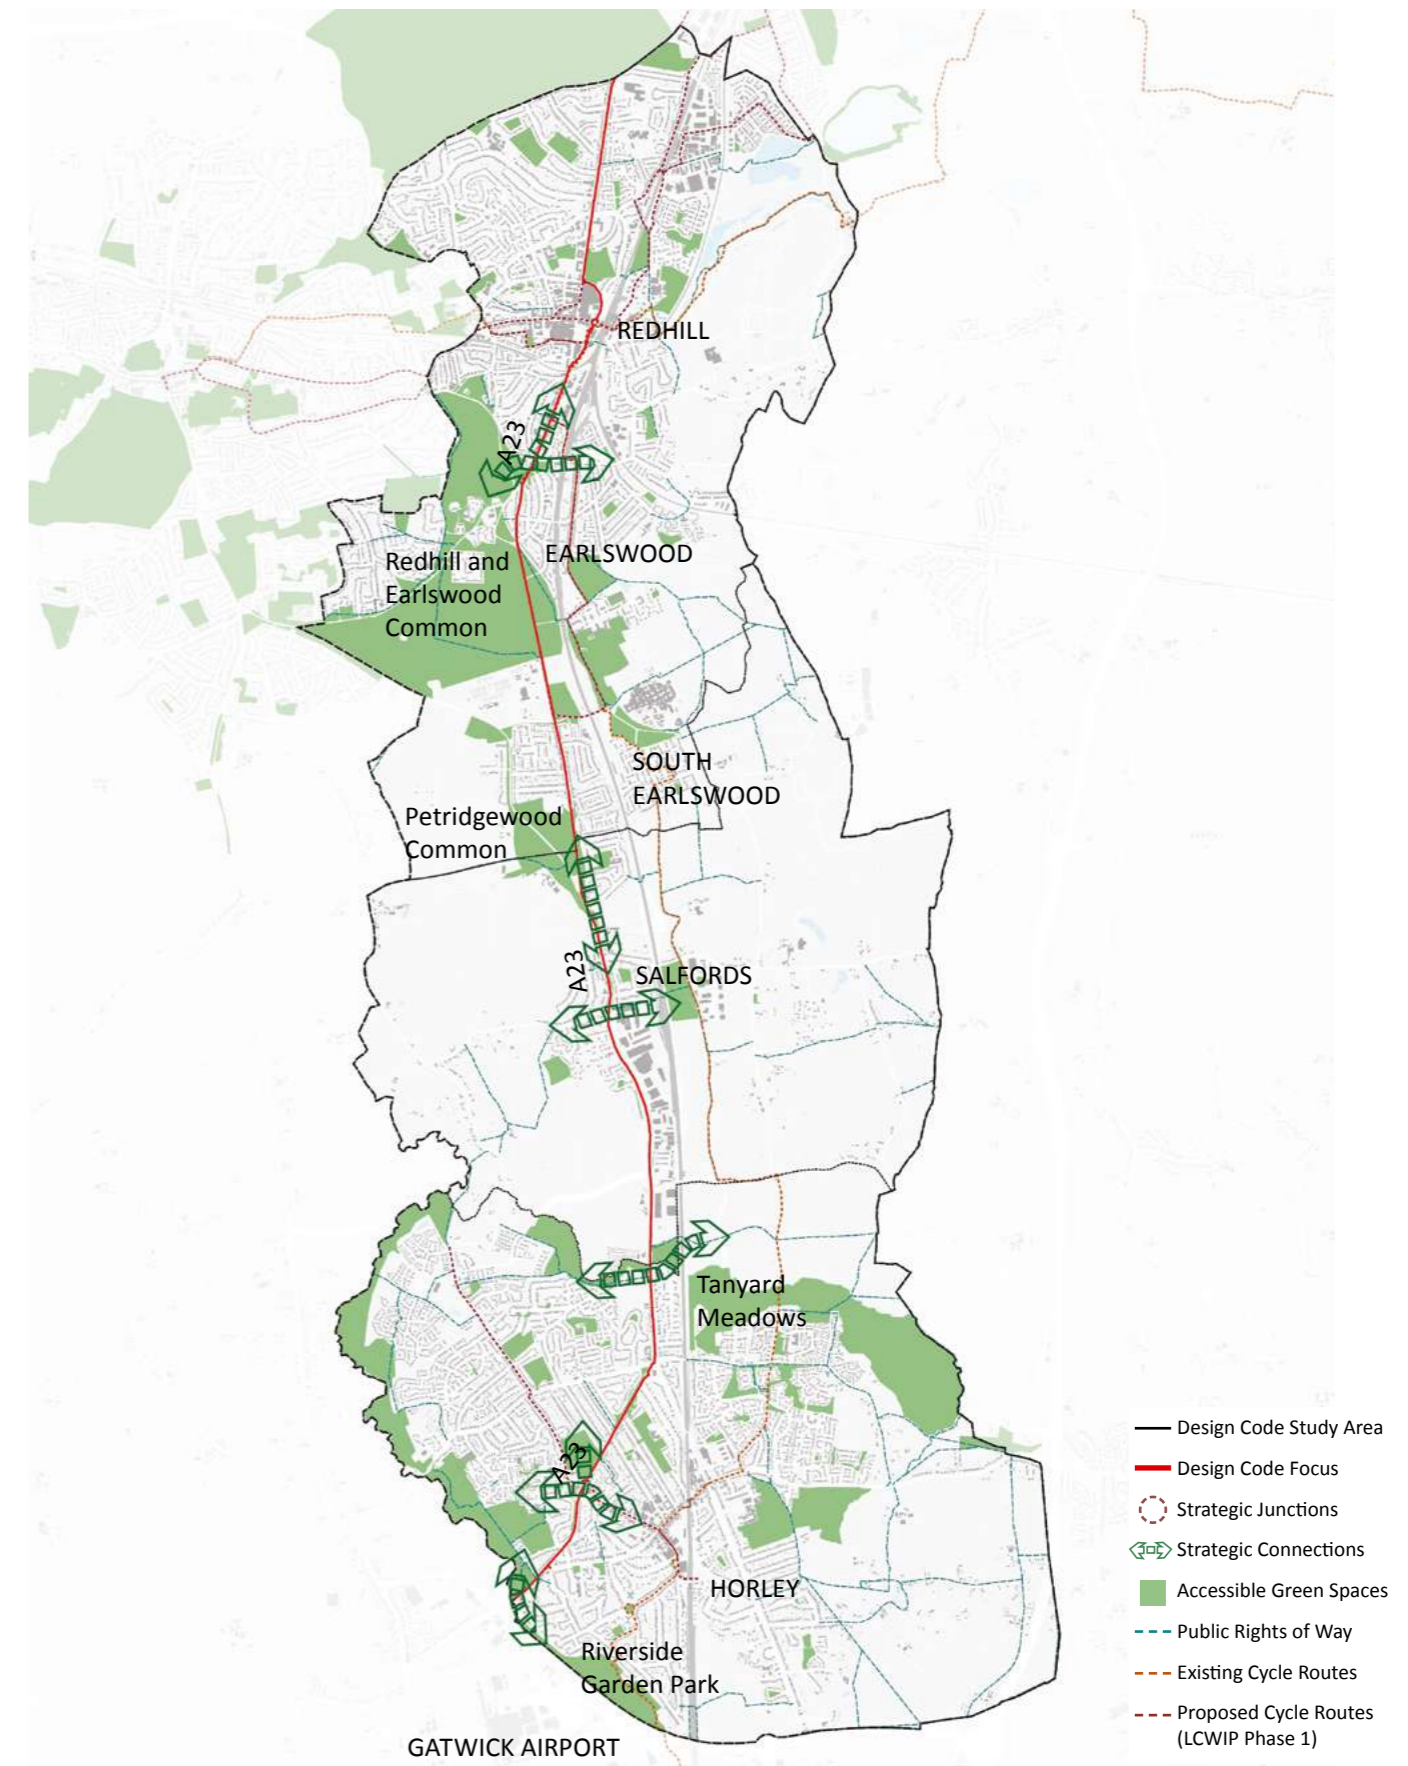 REDHILL
A23
EARLSWOOD
Redhill and
Earlswood
Common
SOUTH
EARLSWOOD
Petridgewood
Common
A23
SALFORDS
Tanyard
Meadows
A23
HORLEY
Riverside
Garden Park
GATWICK AIRPORT
Design Code Study Area
Design Code Focus
Strategic Junctions
Strategic Connections
Accessible Green Spaces
Public Rights of Way
Existing Cycle Routes
Proposed Cycle Routes
(LCWIP Phase 1)